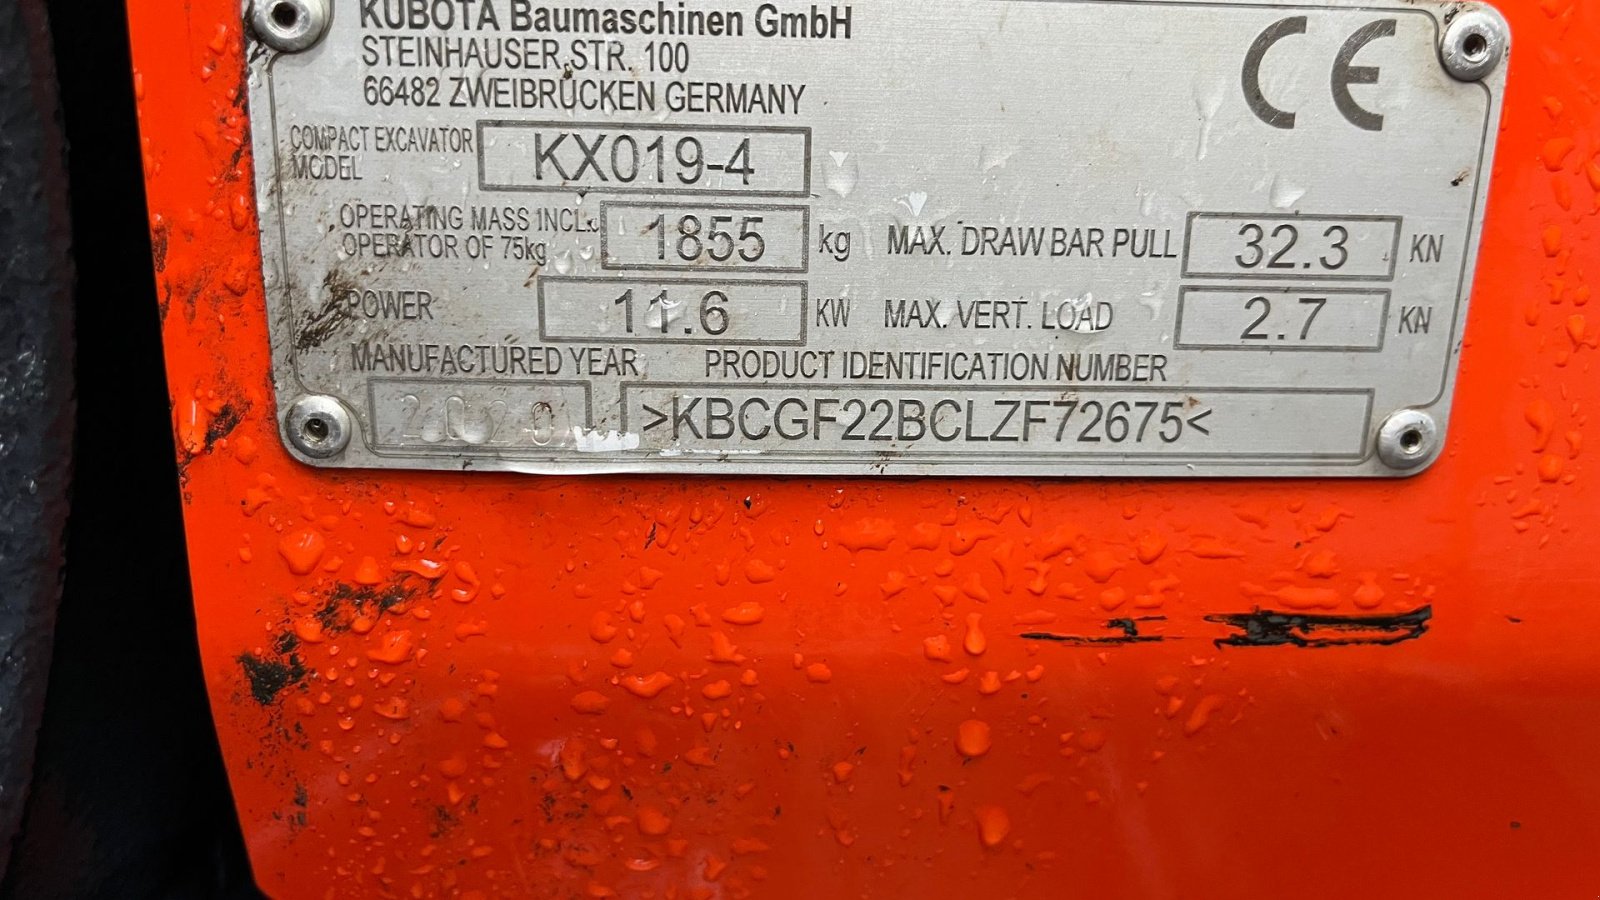 KUBOTA Baumaschinen GmbH
STEINHAUSER STR. 100
66482 ZWEIBRÜCKEN GERMANY
CE
COMPACT EXCAVATOR
MODEL
KX019-4
OPERATING MASS INCL.
OPERATOR OF 75kg
1855 kg
MAX. DRAW BAR PULL 32.3 KN
POWER 11.6 KW
MAX. VERT. LOAD 2.7 KN
MANUFACTURED YEAR
2020
PRODUCT IDENTIFICATION NUMBER
>KBCGF22BCLZF72675<